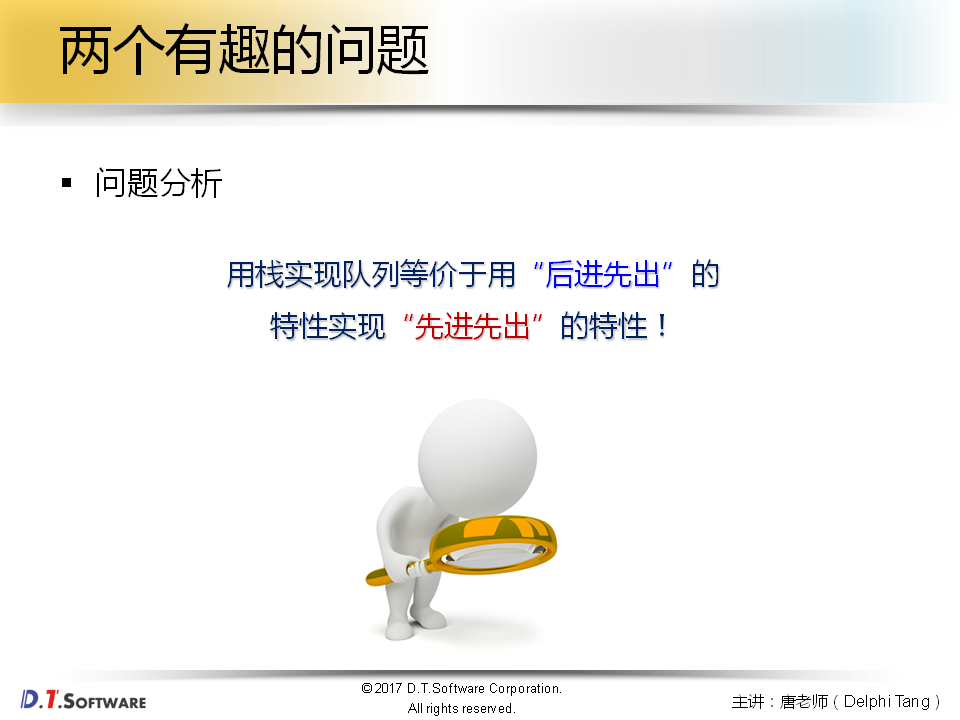 两个有趣的问题
▪ 问题分析
用栈实现队列等价于用“后进先出”的
特性实现“先进先出”的特性！
D.T.SOFTWARE
©2017 D.T.Software Corporation.
All rights reserved.
主讲：唐老师（Delphi Tang）